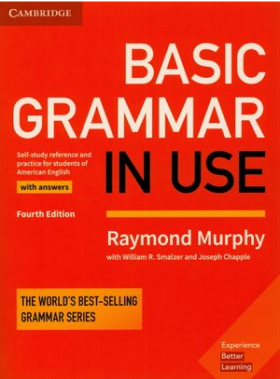 CAMBRIDGE
BASIC
GRAMMAR
IN USE
Self-study reference and
practice for students of
American English
with answers
Fourth Edition
Raymond Murphy
with William R. Smalzer and Joseph Chapple
THE WORLD'S BEST-SELLING
GRAMMAR SERIES
Experience
Better
Learning